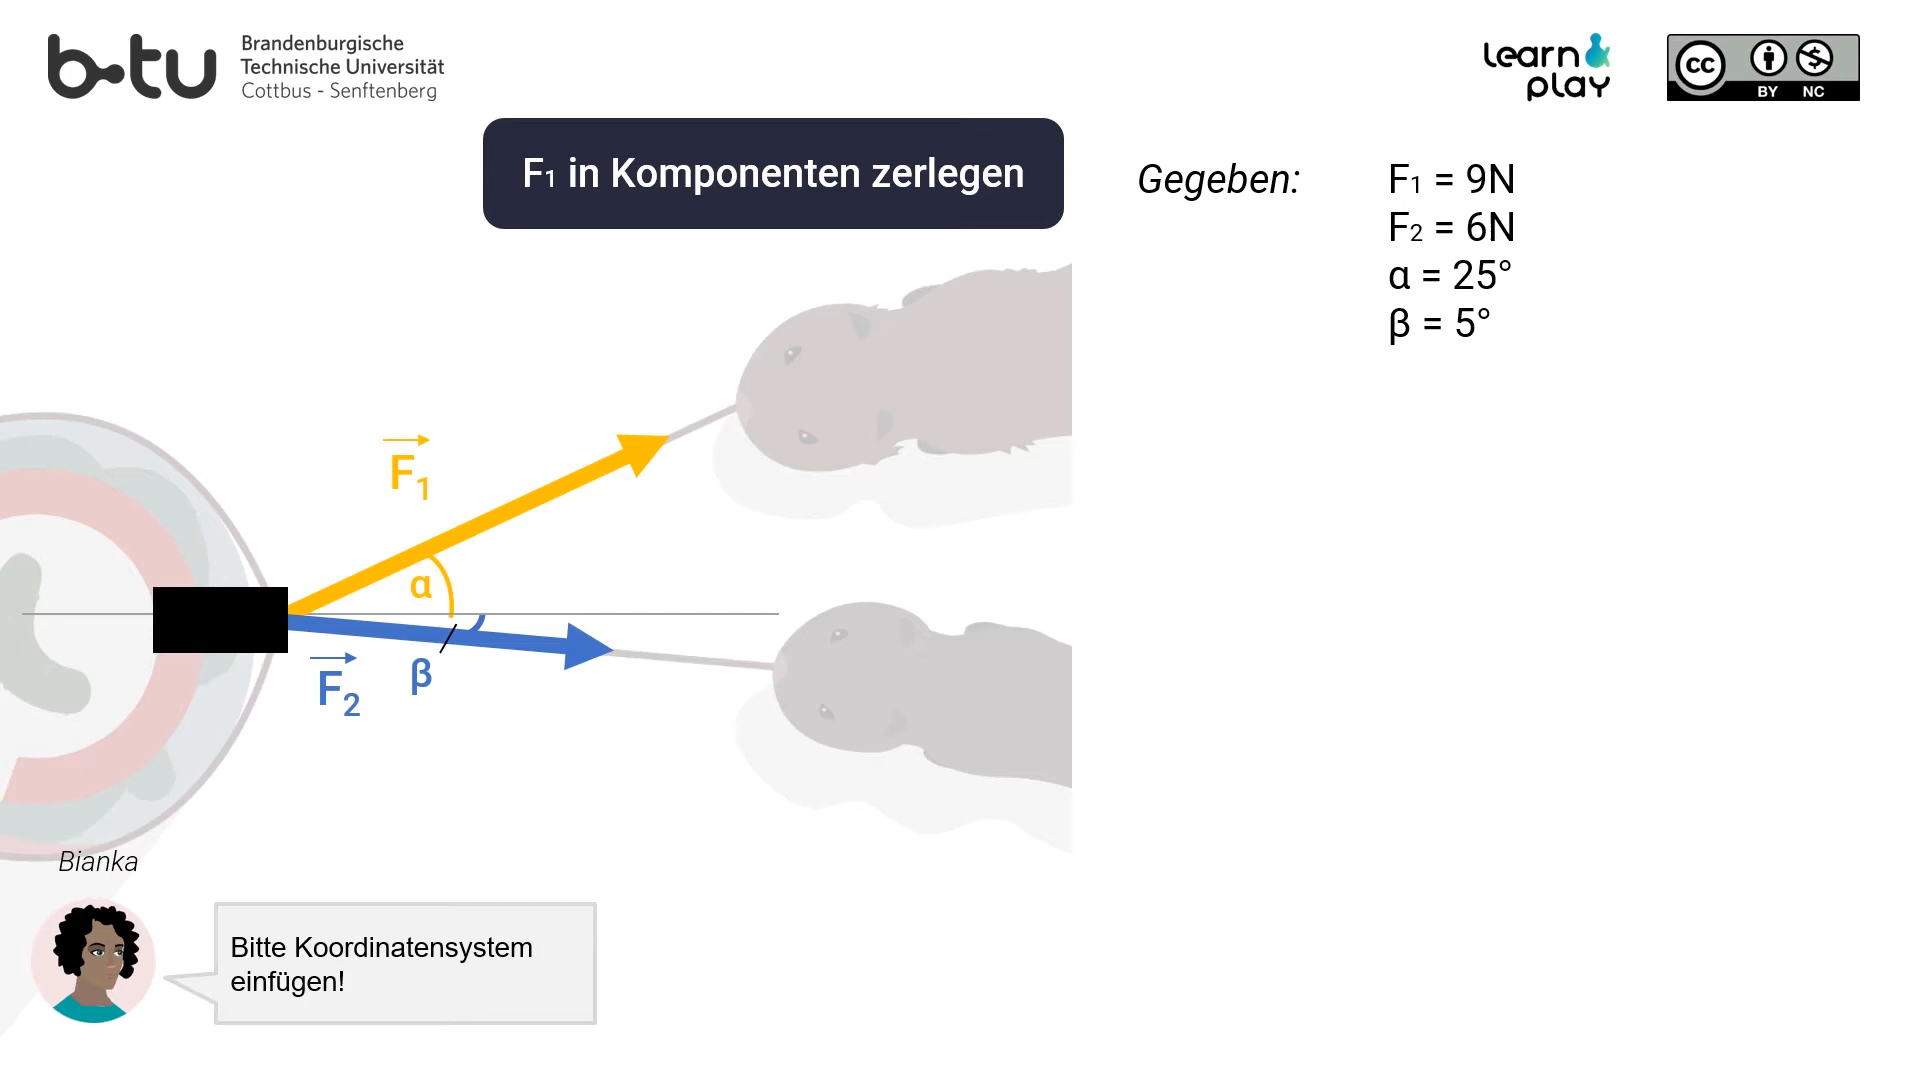 b-tu
Brandenburgische
Technische Universität
Cottbus - Senftenberg
learn &
play
cc
BY NC
F₁ in Komponenten zerlegen
Gegeben:
F₁ = 9N
F₂ = 6N
α = 25°
β = 5°
F₁
α
F₂
β
Bianka
Bitte Koordinatensystem
einfügen!